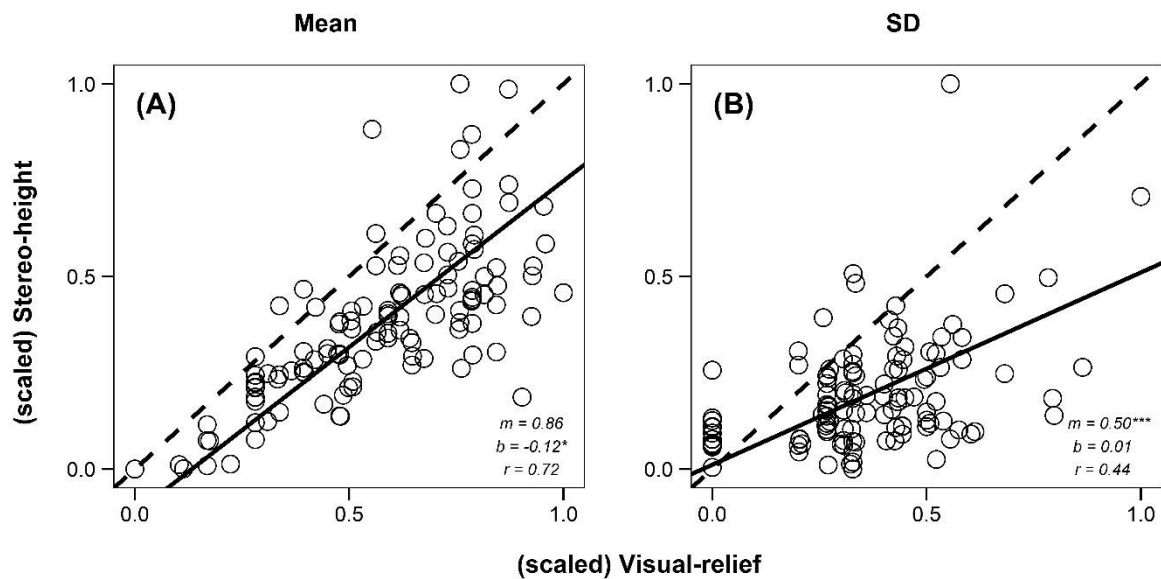 Mean
SD
(scaled) Stereo-height
1.0
0.5
0.0
(A)
m = 0.86
b = -0.12*
r = 0.72
0.0
0.5
1.0
1.0
0.5
0.0
(B)
m = 0.50***
b = 0.01
r = 0.44
0.0
0.5
1.0
(scaled) Visual-relief